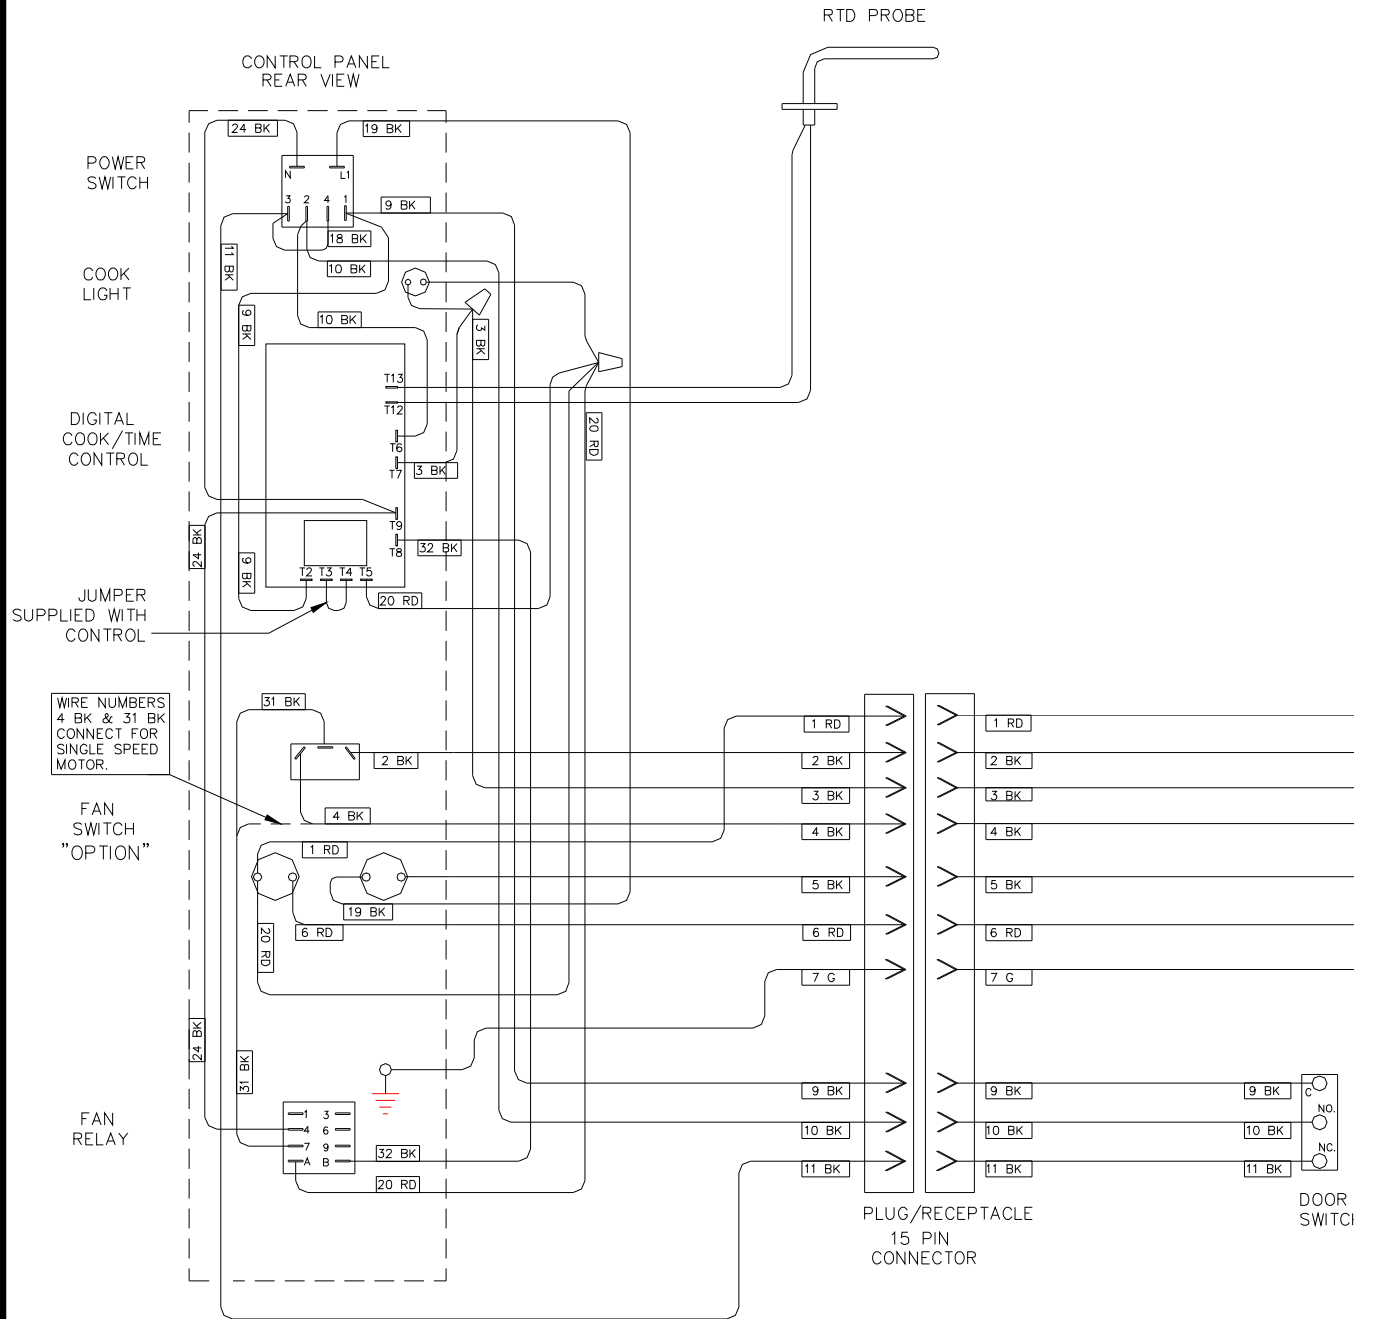 RTD PROBE
CONTROL PANEL
REAR VIEW
24 BK
19 BK
POWER
SWITCH
N
L1
3 2 4 1
9 BK
18 BK
11 BK
10 BK
COOK
LIGHT
9 BK
10 BK
3 BK
T13
T12
20 RD
DIGITAL
COOK/TIME
CONTROL
T6
T7
3 BK
T9
T8
32 BK
24 BK
9 BK
T2 T3 T4 T5
20 RD
JUMPER
SUPPLIED WITH
CONTROL
WIRE NUMBERS
4 BK & 31 BK
CONNECT FOR
SINGLE SPEED
MOTOR.
31 BK
1 RD
1 RD
2 BK
2 BK
2 BK
3 BK
3 BK
FAN
SWITCH
"OPTION"
4 BK
4 BK
4 BK
1 RD
5 BK
5 BK
19 BK
6 RD
6 RD
6 RD
20 RD
7 G
7 G
24 BK
31 BK
9 BK
9 BK
9 BK
C
FAN
RELAY
1 3
4 6
7 9
A B
NO.
10 BK
10 BK
10 BK
32 BK
NC.
11 BK
11 BK
11 BK
20 RD
PLUG/RECEPTACLE
15 PIN
CONNECTOR
DOOR
SWITC